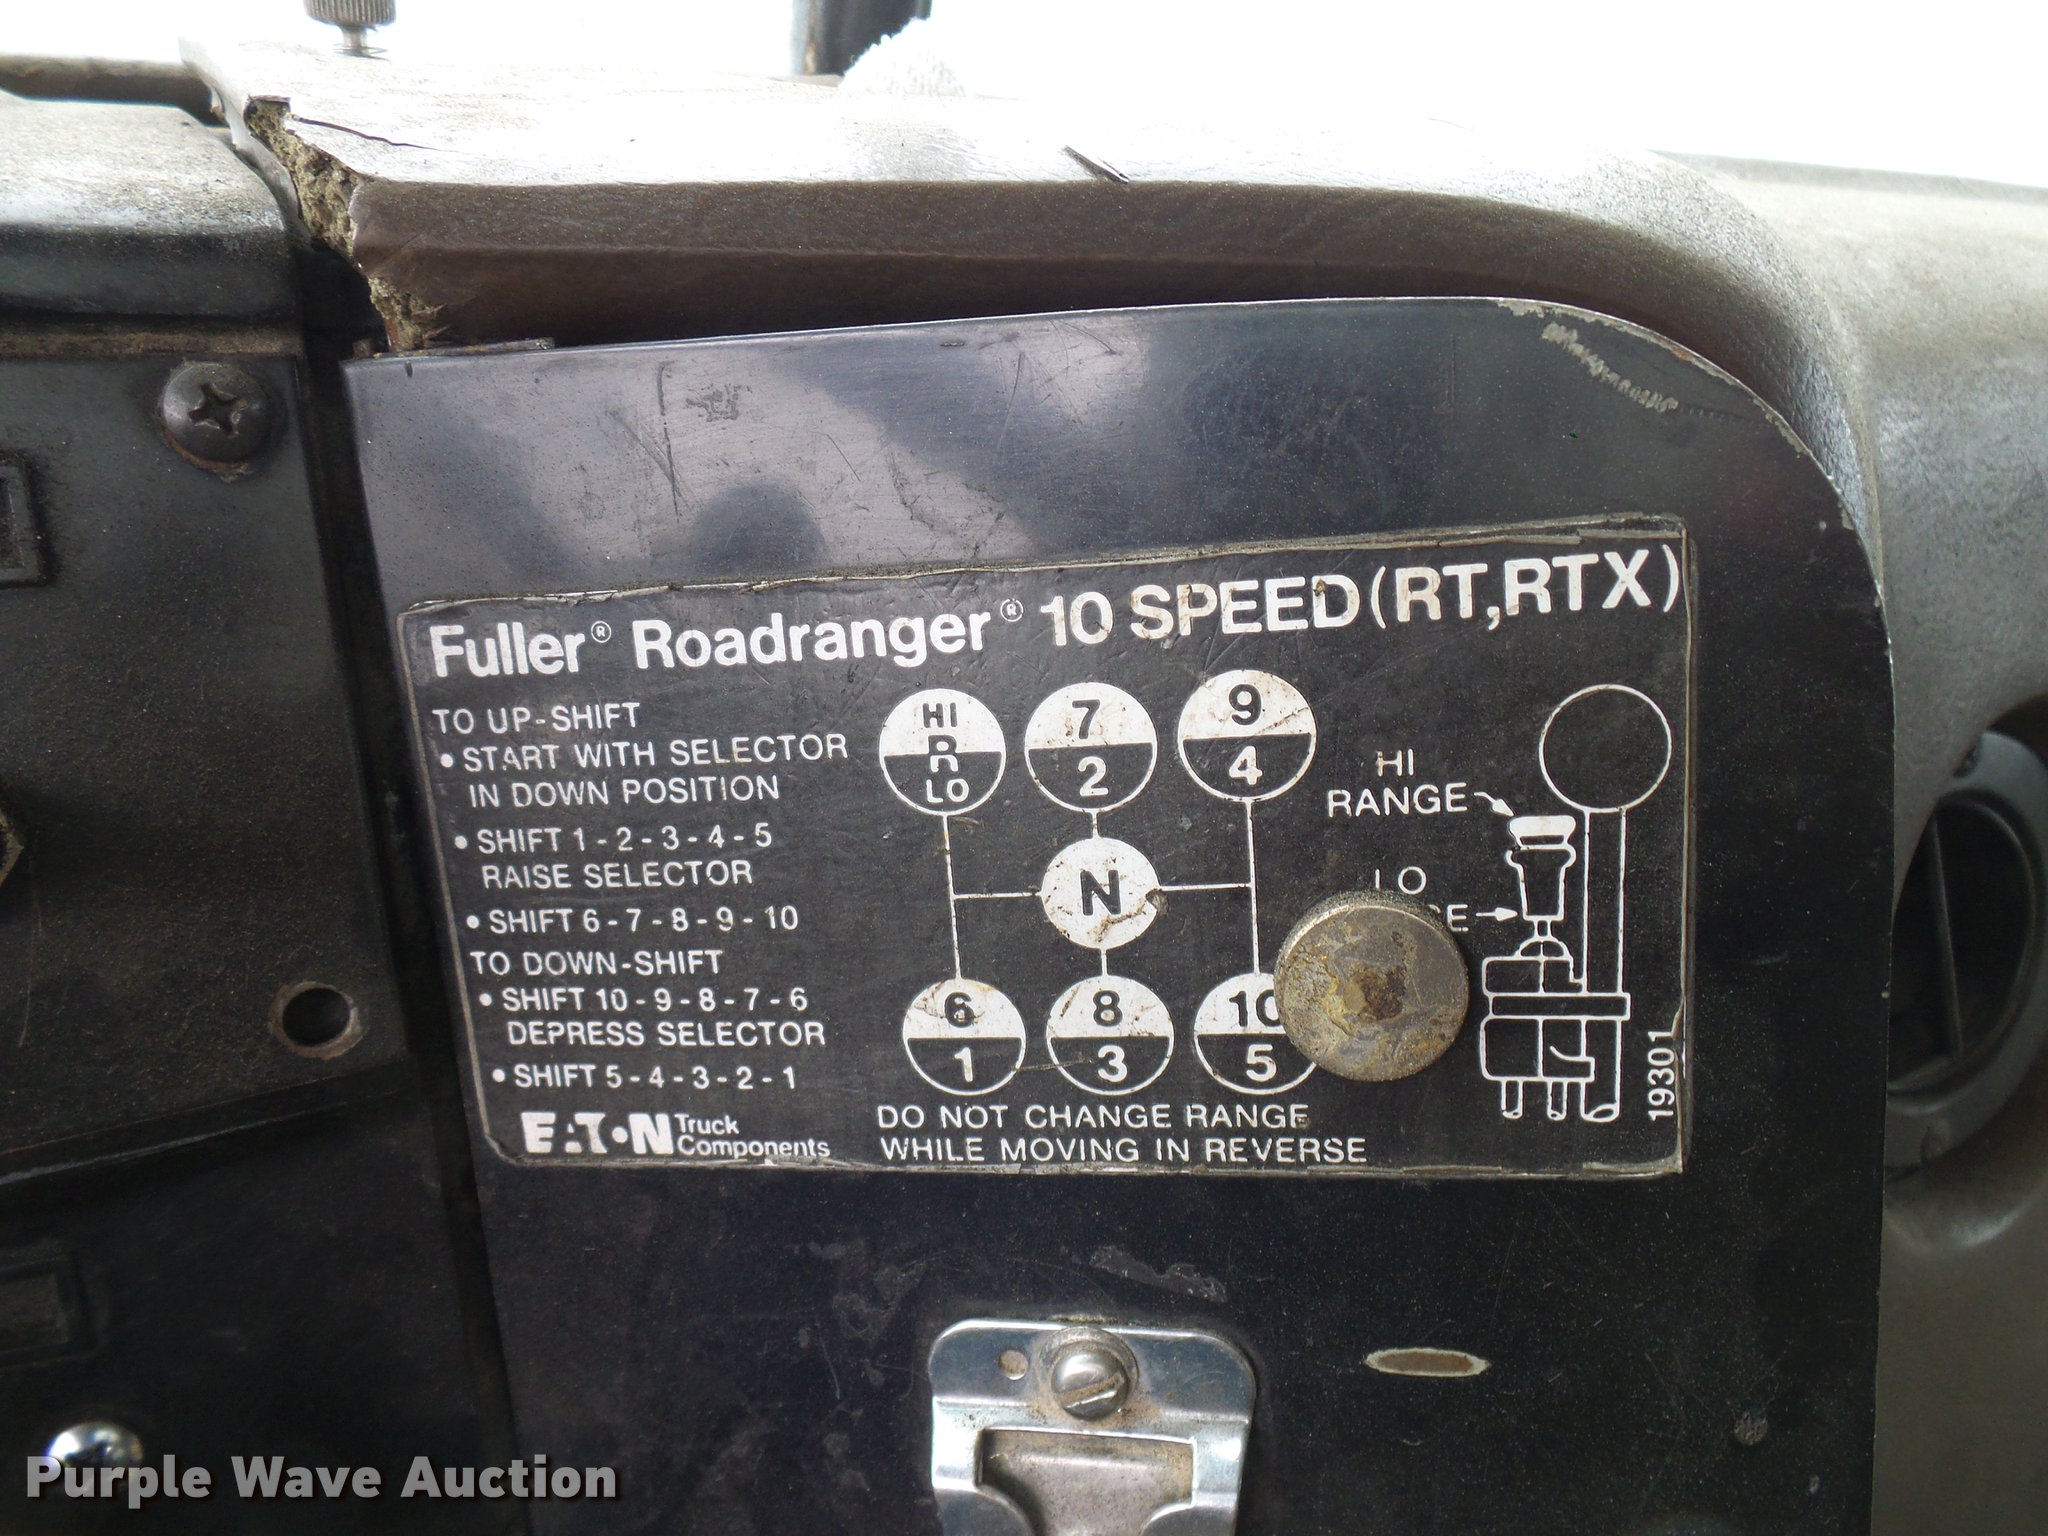 Fuller® Roadranger® 10 SPEED (RT,RTX)
TO UP-SHIFT
• START WITH SELECTOR
IN DOWN POSITION
• SHIFT 1 - 2 - 3 - 4 - 5
RAISE SELECTOR
• SHIFT 6 - 7 - 8 - 9 - 10
TO DOWN-SHIFT
• SHIFT 10 - 9 - 8 - 7 - 6
DEPRESS SELECTOR
• SHIFT 5 - 4 - 3 - 2 - 1
EATON Truck
Components
HI
R
LO
7
2
9
4
N
6
1
8
3
10
5
DO NOT CHANGE RANGE
WHILE MOVING IN REVERSE
HI
RANGE
LO
19301
Purple Wave Auction